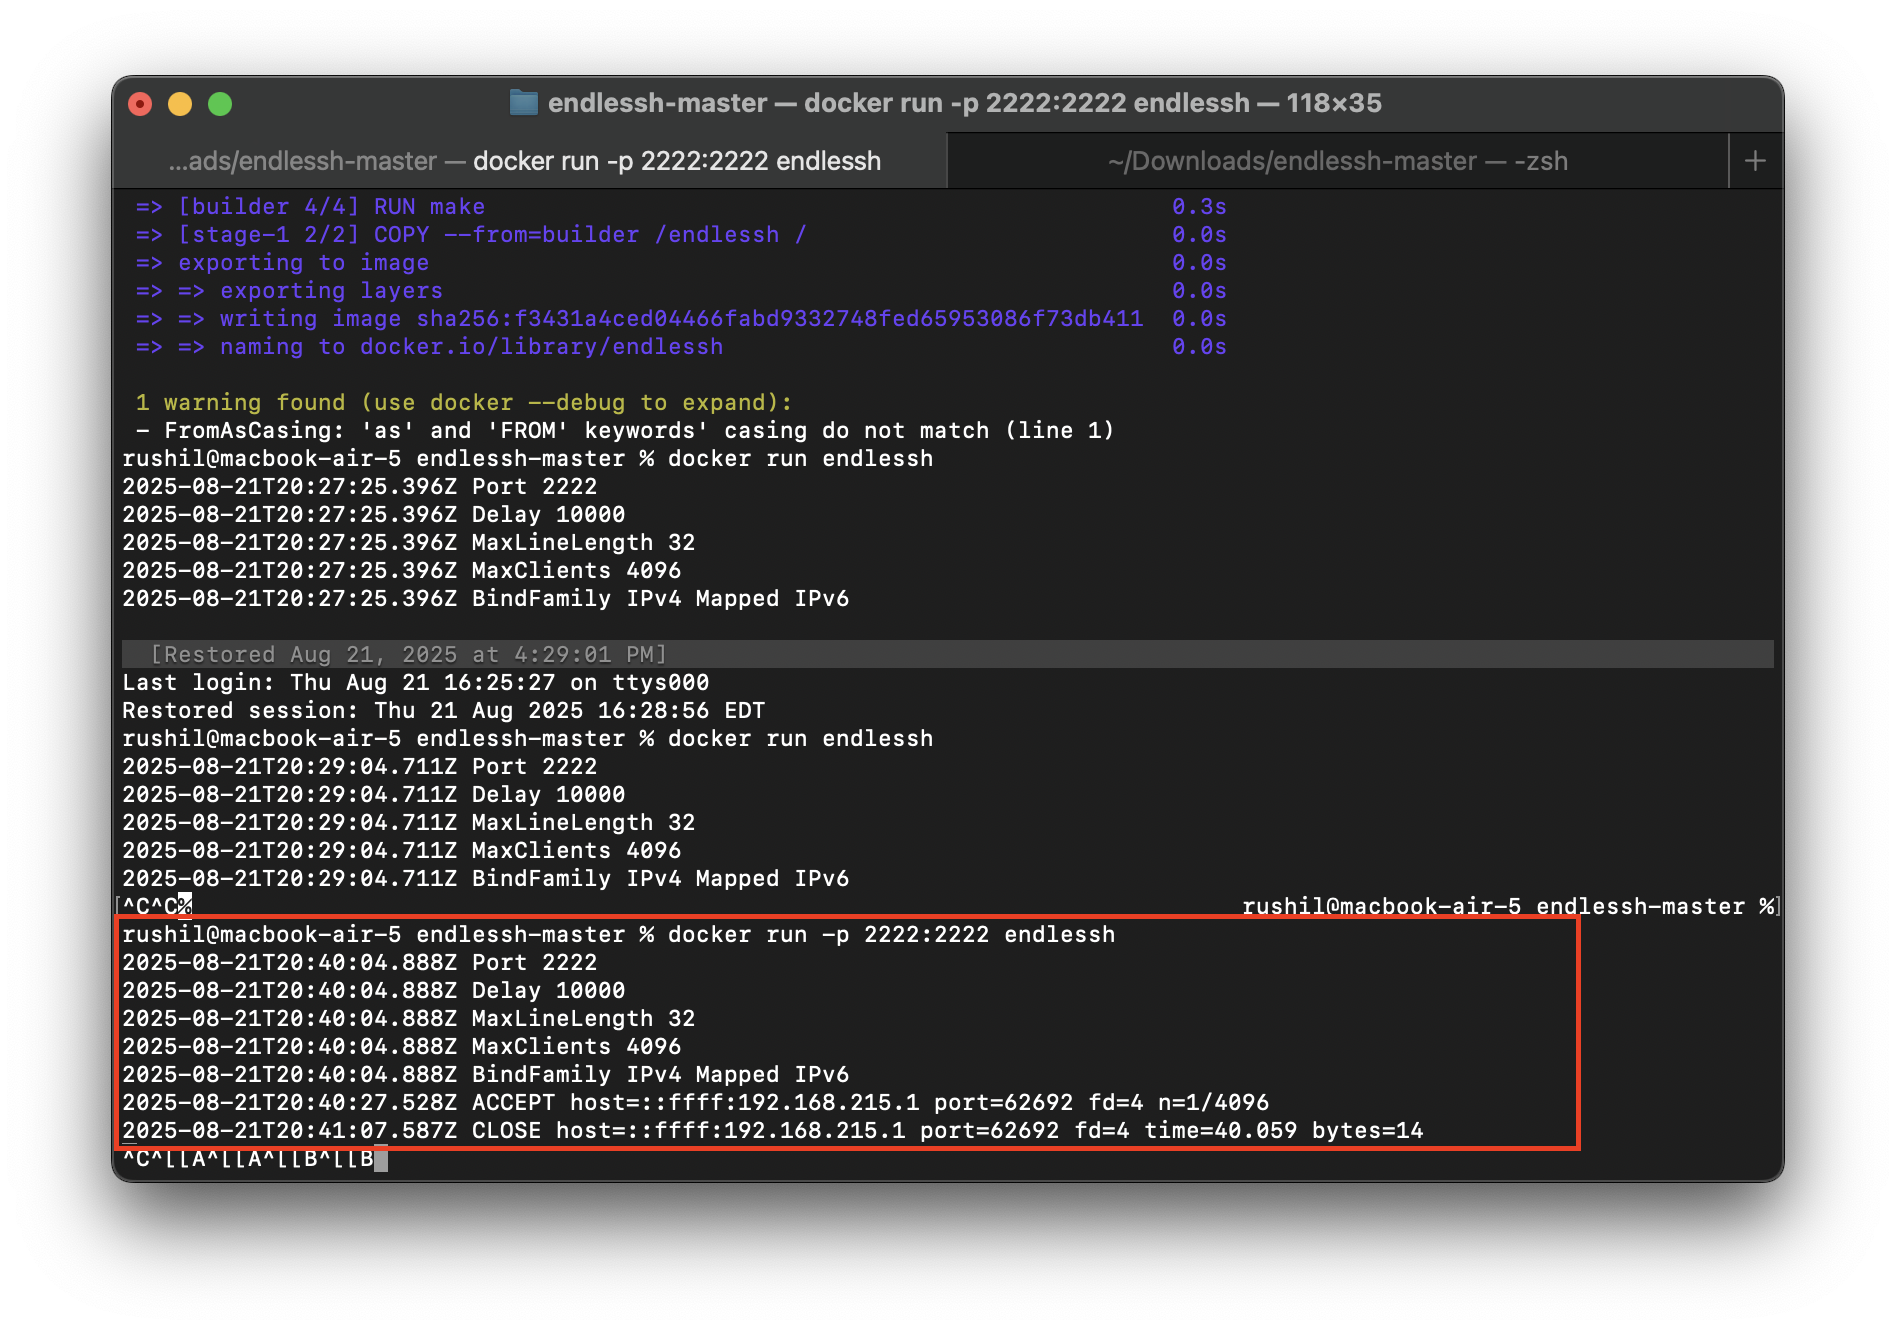 endlessh-master — docker run -p 2222:2222 endlessh — 118×35
...ads/endlessh-master — docker run -p 2222:2222 endlessh
~/Downloads/endlessh-master — -zsh
+
=> [builder 4/4] RUN make 0.3s
=> [stage-1 2/2] COPY --from=builder /endlessh / 0.0s
=> exporting to image 0.0s
=> => exporting layers 0.0s
=> => writing image sha256:f3431a4ced04466fabd9332748fed65953086f73db411 0.0s
=> => naming to docker.io/library/endlessh 0.0s
1 warning found (use docker --debug to expand):
- FromAsCasing: 'as' and 'FROM' keywords' casing do not match (line 1)
rushil@macbook-air-5 endlessh-master % docker run endlessh
2025-08-21T20:27:25.396Z Port 2222
2025-08-21T20:27:25.396Z Delay 10000
2025-08-21T20:27:25.396Z MaxLineLength 32
2025-08-21T20:27:25.396Z MaxClients 4096
2025-08-21T20:27:25.396Z BindFamily IPv4 Mapped IPv6
[Restored Aug 21, 2025 at 4:29:01 PM]
Last login: Thu Aug 21 16:25:27 on ttys000
Restored session: Thu 21 Aug 2025 16:28:56 EDT
rushil@macbook-air-5 endlessh-master % docker run endlessh
2025-08-21T20:29:04.711Z Port 2222
2025-08-21T20:29:04.711Z Delay 10000
2025-08-21T20:29:04.711Z MaxLineLength 32
2025-08-21T20:29:04.711Z MaxClients 4096
2025-08-21T20:29:04.711Z BindFamily IPv4 Mapped IPv6
[^C^C% rushil@macbook-air-5 endlessh-master %]
rushil@macbook-air-5 endlessh-master % docker run -p 2222:2222 endlessh
2025-08-21T20:40:04.888Z Port 2222
2025-08-21T20:40:04.888Z Delay 10000
2025-08-21T20:40:04.888Z MaxLineLength 32
2025-08-21T20:40:04.888Z MaxClients 4096
2025-08-21T20:40:04.888Z BindFamily IPv4 Mapped IPv6
2025-08-21T20:40:27.528Z ACCEPT host=::ffff:192.168.215.1 port=62692 fd=4 n=1/4096
2025-08-21T20:41:07.587Z CLOSE host=::ffff:192.168.215.1 port=62692 fd=4 time=40.059 bytes=14
^C^[[A^[[A^[[B^[[B